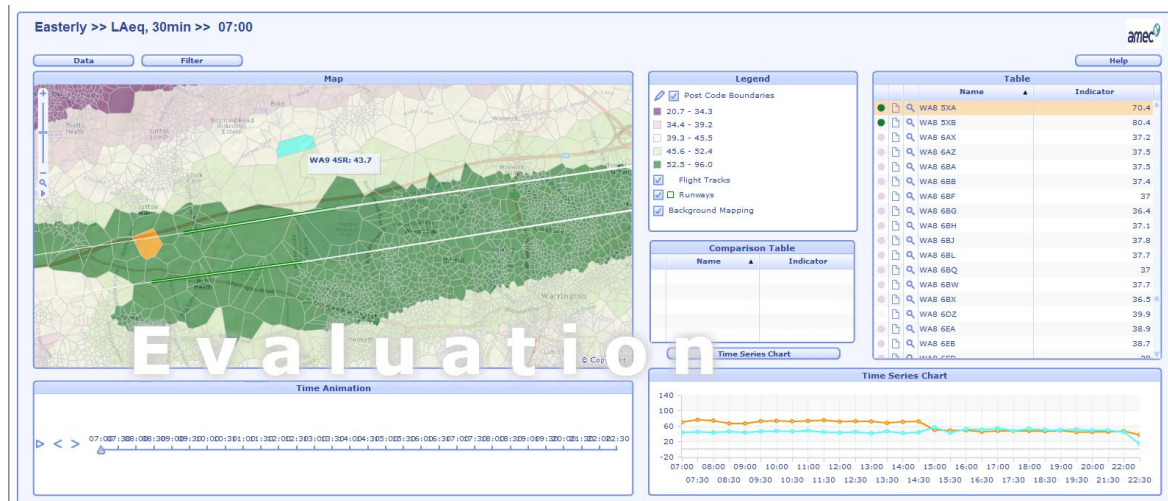 Easterly >> LAeq, 30min >> 07:00
amec
Data
Filter
Help
Map
WA9 4SR: 43.7
Warrington
© Copyright
Legend
Post Code Boundaries
20.7 - 34.3
34.4 - 39.2
39.3 - 45.5
45.6 - 52.4
52.5 - 96.0
Flight Tracks
Runways
Background Mapping
Comparison Table
Name Indicator
Time Series Chart
Table
Name Indicator
WA8 5XA 70.4
WA8 5XB 80.4
WA8 6AX 37.2
WA8 6AZ 37.5
WA8 6BA 37.5
WA8 6BB 37.4
WA8 6BF 37
WA8 6BG 36.4
WA8 6BH 37.1
WA8 6BJ 37.8
WA8 6BL 37.7
WA8 6BQ 37
WA8 6BW 37.7
WA8 6BX 36.5
WA8 6DZ 39.9
WA8 6EA 38.9
WA8 6EB 38.7
Evaluation
Time Animation
07:00
22:30
Time Series Chart
140
100
60
20
-20
07:00 08:00 09:00 10:00 11:00 12:00 13:00 14:00 15:00 16:00 17:00 18:00 19:00 20:00 21:00 22:00
07:30 08:30 09:30 10:30 11:30 12:30 13:30 14:30 15:30 16:30 17:30 18:30 19:30 20:30 21:30 22:30